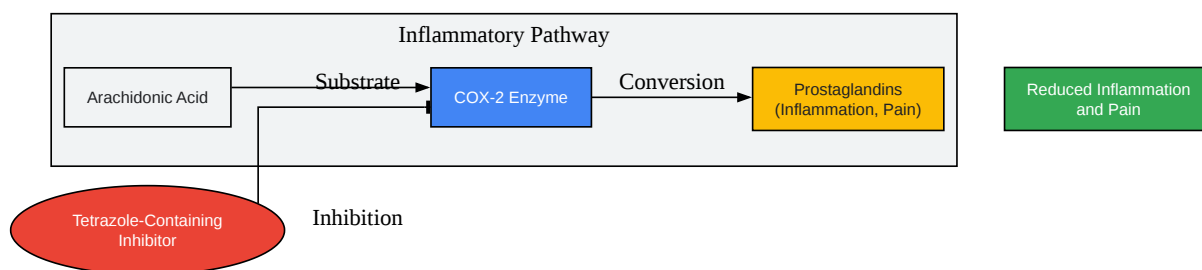 Inflammatory Pathway
Arachidonic Acid
Substrate
COX-2 Enzyme
Conversion
Prostaglandins
(Inflammation, Pain)
Reduced Inflammation
and Pain
Tetrazole-Containing
Inhibitor
Inhibition